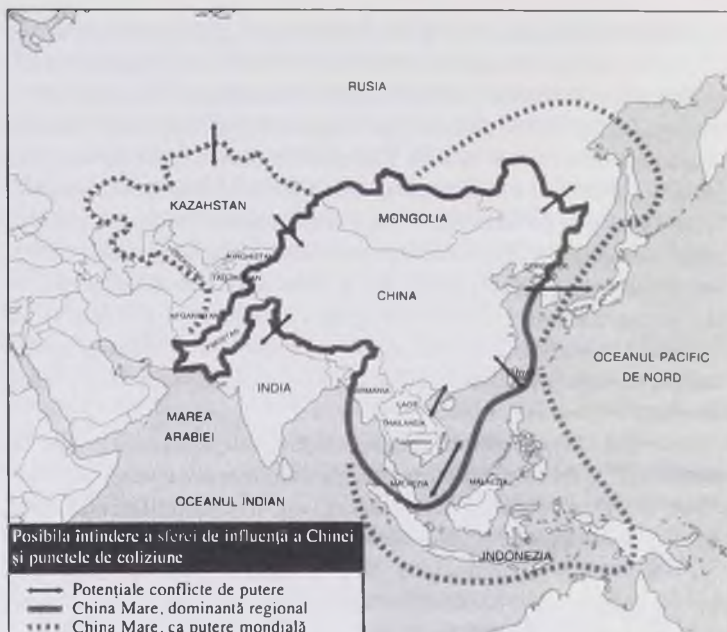 RUSIA
KAZAHSTAN
MONGOLIA
CHINA
PAKISTAN
INDIA
LAOS
THAILANDA
MALAEZIA
MAREA
ARABIEI
OCEANUL PACIFIC
DE NORD
OCEANUL INDIAN
INDONEZIA
Posibila întindere a sferei de influență a Chinei
și punctele de coliziune
Potențiale conflicte de putere
China Mare, dominantă regional
China Mare, ca putere mondială